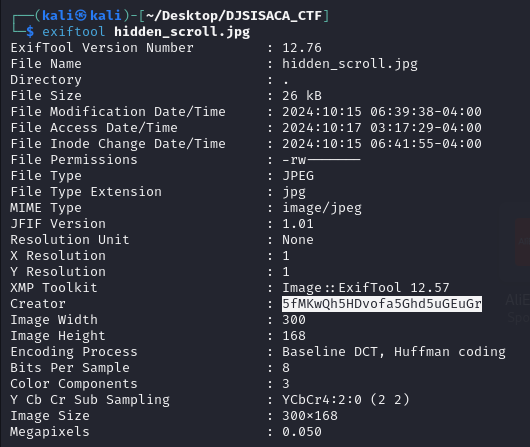 ┌──(kali㉿kali)-[~/Desktop/DJSISACA_CTF]
└─$ exiftool hidden_scroll.jpg
ExifTool Version Number : 12.76
File Name : hidden_scroll.jpg
Directory : .
File Size : 26 kB
File Modification Date/Time : 2024:10:15 06:39:38-04:00
File Access Date/Time : 2024:10:17 03:17:29-04:00
File Inode Change Date/Time : 2024:10:15 06:41:55-04:00
File Permissions : -rw-------
File Type : JPEG
File Type Extension : jpg
MIME Type : image/jpeg
JFIF Version : 1.01
Resolution Unit : None
X Resolution : 1
Y Resolution : 1
XMP Toolkit : Image::ExifTool 12.57
Creator : 5fMKwQh5HDvofa5Ghd5uGEuGr
Image Width : 300
Image Height : 168
Encoding Process : Baseline DCT, Huffman coding
Bits Per Sample : 8
Color Components : 3
Y Cb Cr Sub Sampling : YCbCr4:2:0 (2 2)
Image Size : 300×168
Megapixels : 0.050